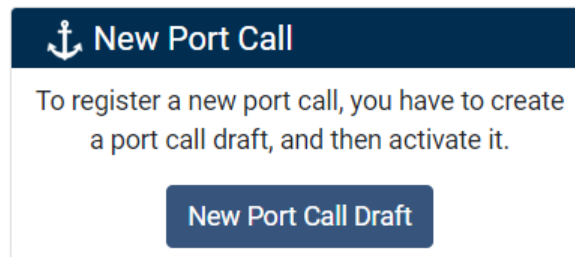 New Port Call
To register a new port call, you have to create
a port call draft, and then activate it.
New Port Call Draft